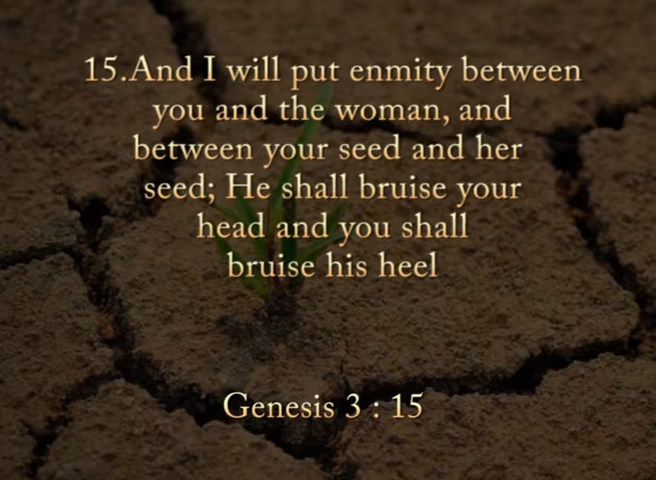 15.And I will put enmity between
you and the woman, and
between your seed and her
seed; He shall bruise your
head and you shall
bruise his heel
Genesis 3 : 15